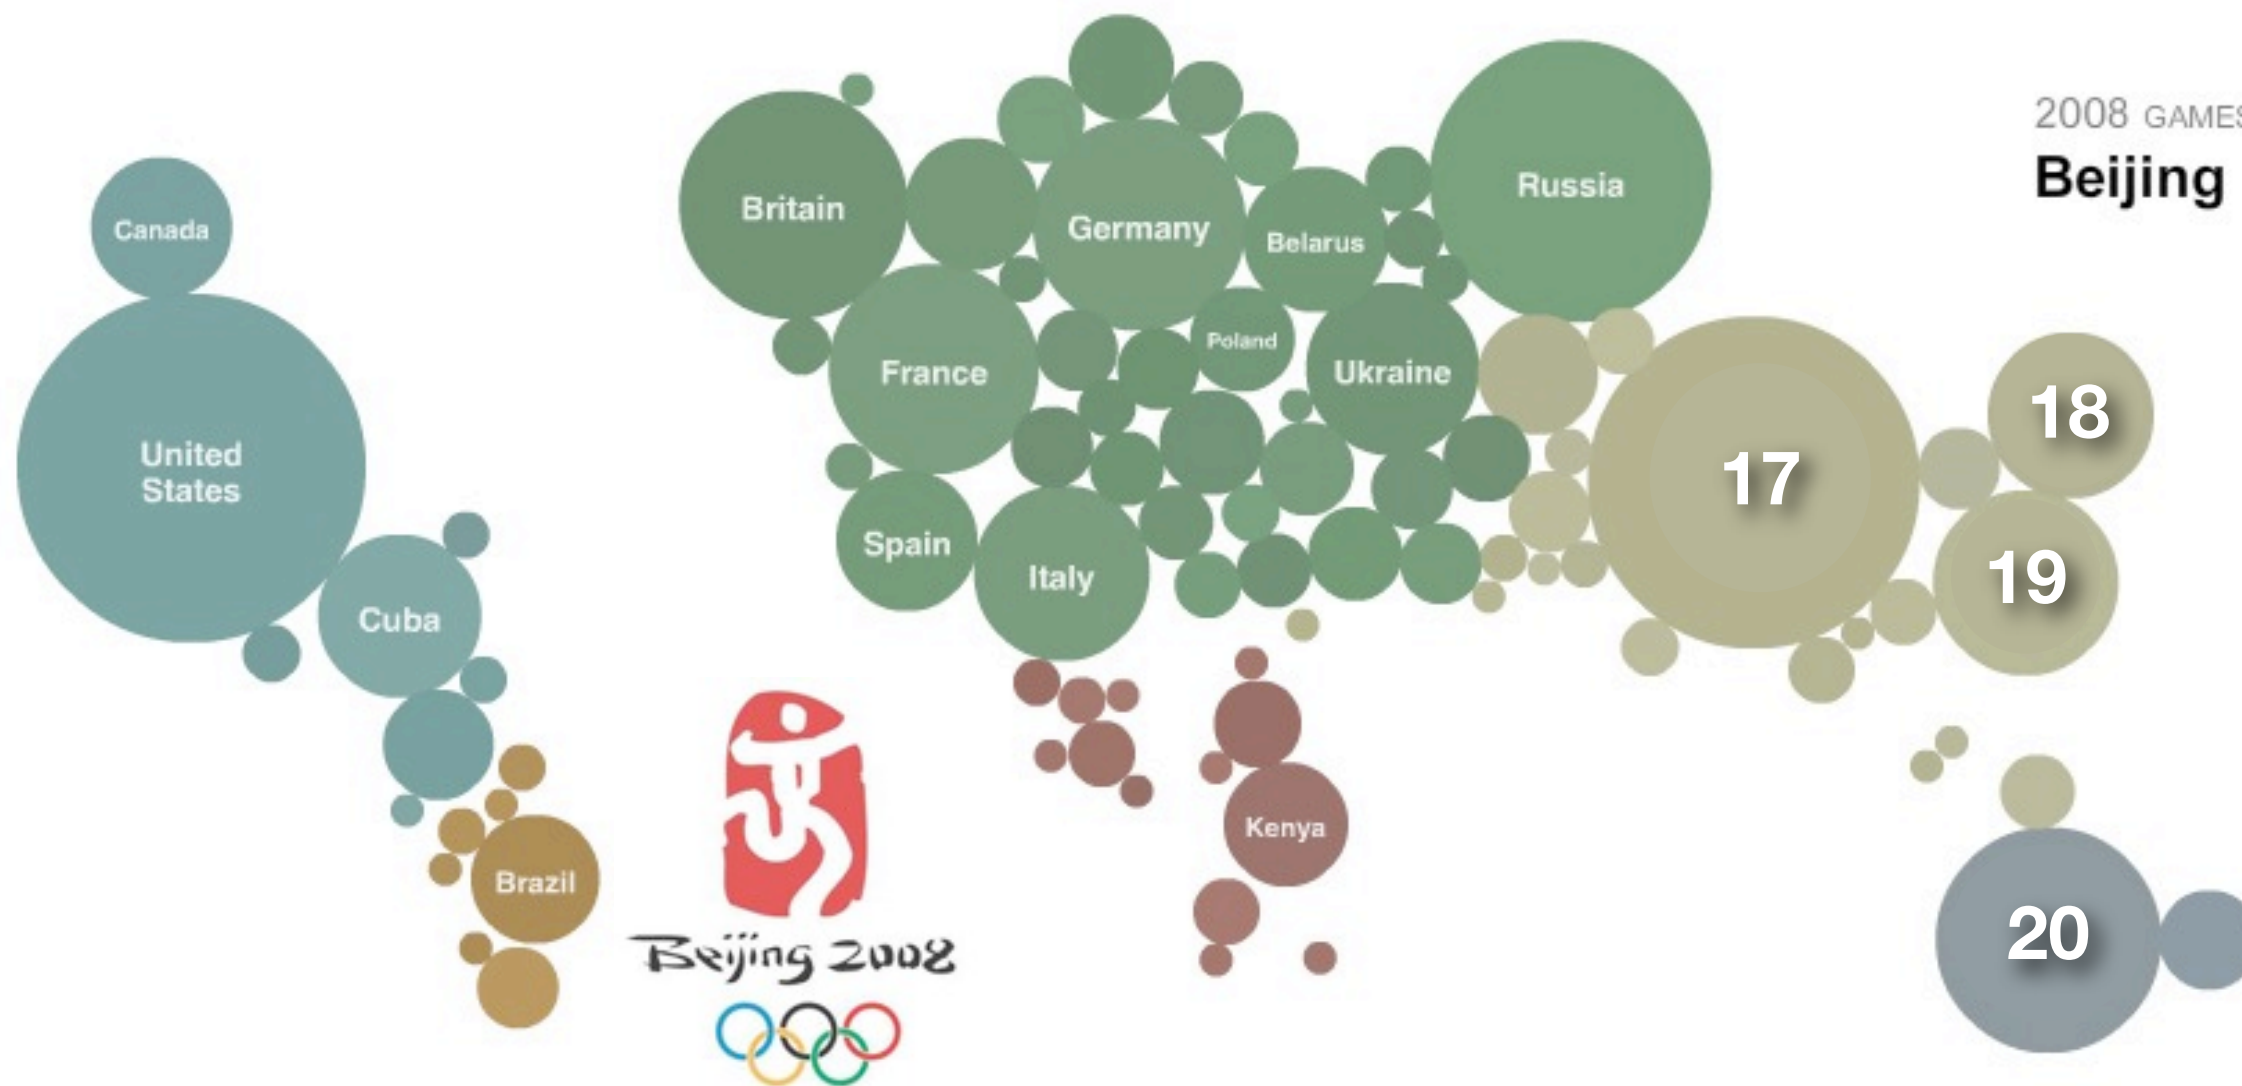 2008 GAMES
Beijing
Canada
United
States
Cuba
Brazil
Britain
Germany
Belarus
Russia
France
Poland
Ukraine
Spain
Italy
Kenya
17
18
19
20
Beijing 2008